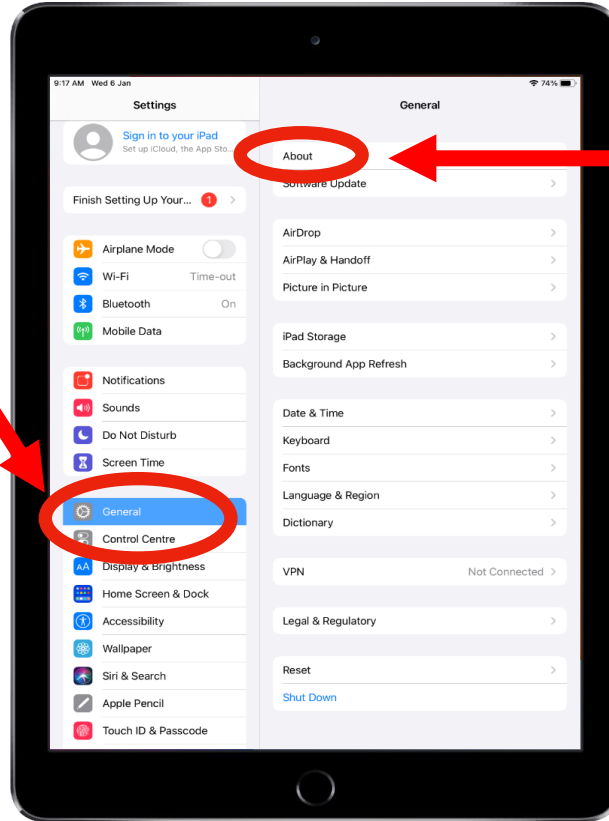 9:17 AM Wed 6 Jan
74%
Settings
Sign in to your iPad
Set up iCloud, the App Sto...
Finish Setting Up Your... 1
Airplane Mode
Wi-Fi Time-out
Bluetooth On
Mobile Data
Notifications
Sounds
Do Not Disturb
Screen Time
General
Control Centre
AA Display & Brightness
Home Screen & Dock
Accessibility
Wallpaper
Siri & Search
Apple Pencil
Touch ID & Passcode
General
About
Software Update
AirDrop
AirPlay & Handoff
Picture in Picture
iPad Storage
Background App Refresh
Date & Time
Keyboard
Fonts
Language & Region
Dictionary
VPN Not Connected
Legal & Regulatory
Reset
Shut Down